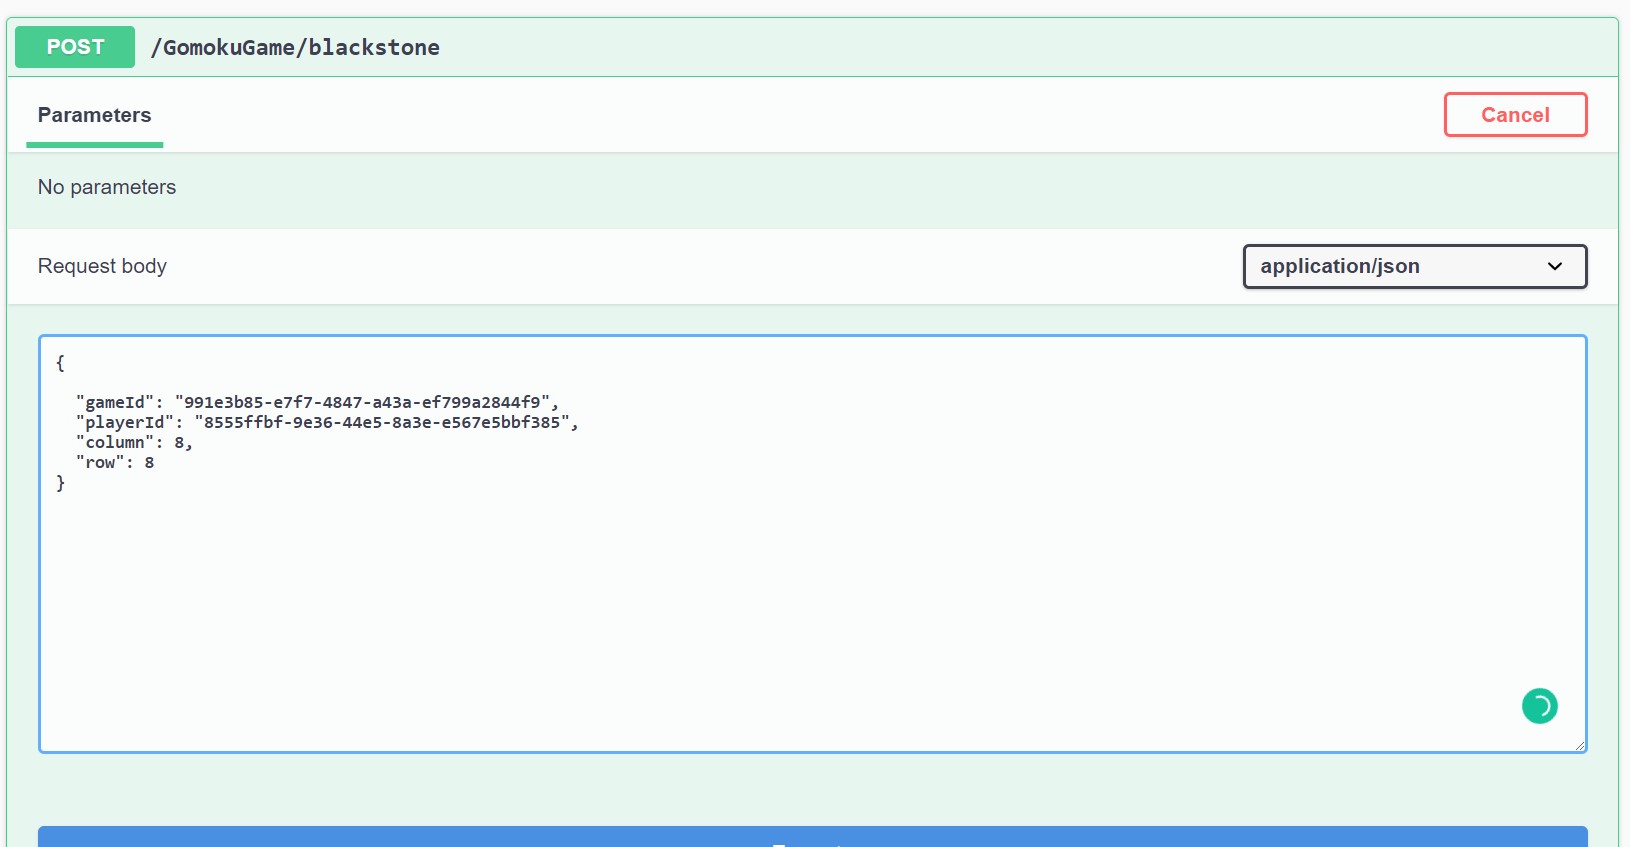 POST /GomokuGame/blackstone
Parameters
Cancel
No parameters
Request body
application/json
{
"gameId": "991e3b85-e7f7-4847-a43a-ef799a2844f9",
"playerId": "8555ffbf-9e36-44e5-8a3e-e567e5bbf385",
"column": 8,
"row": 8
}